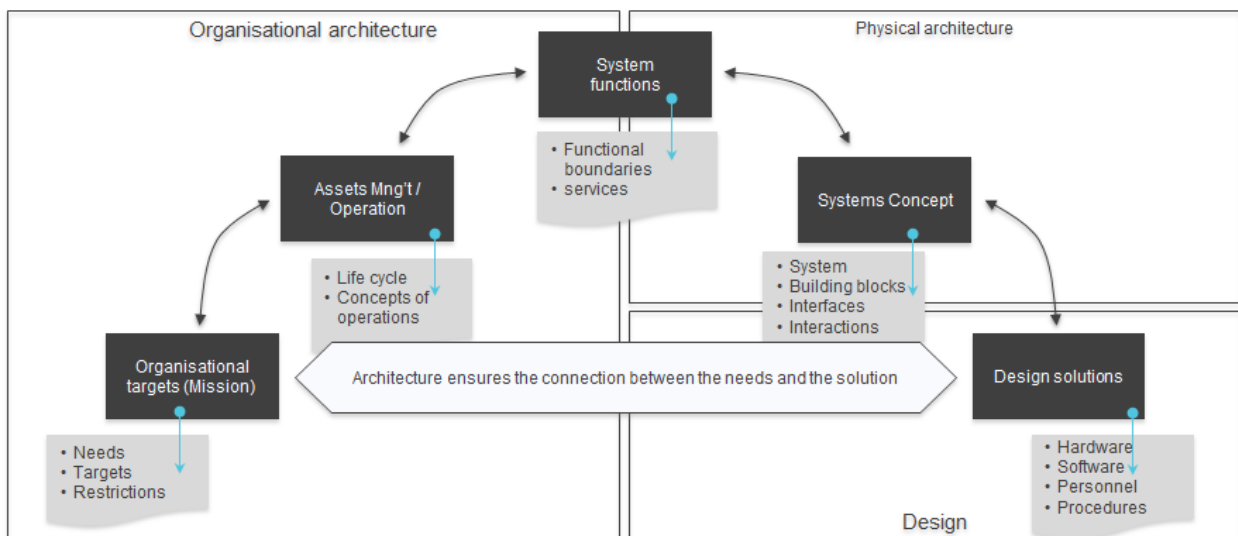 Organisational architecture
Physical architecture
System
functions
• Functional
boundaries
• services
Assets Mng't /
Operation
Systems Concept
• Life cycle
• Concepts of
operations
• System
• Building blocks
• Interfaces
• Interactions
Organisational
targets (Mission)
Architecture ensures the connection between the needs and the solution
Design solutions
• Needs
• Targets
• Restrictions
• Hardware
• Software
• Personnel
• Procedures
Design